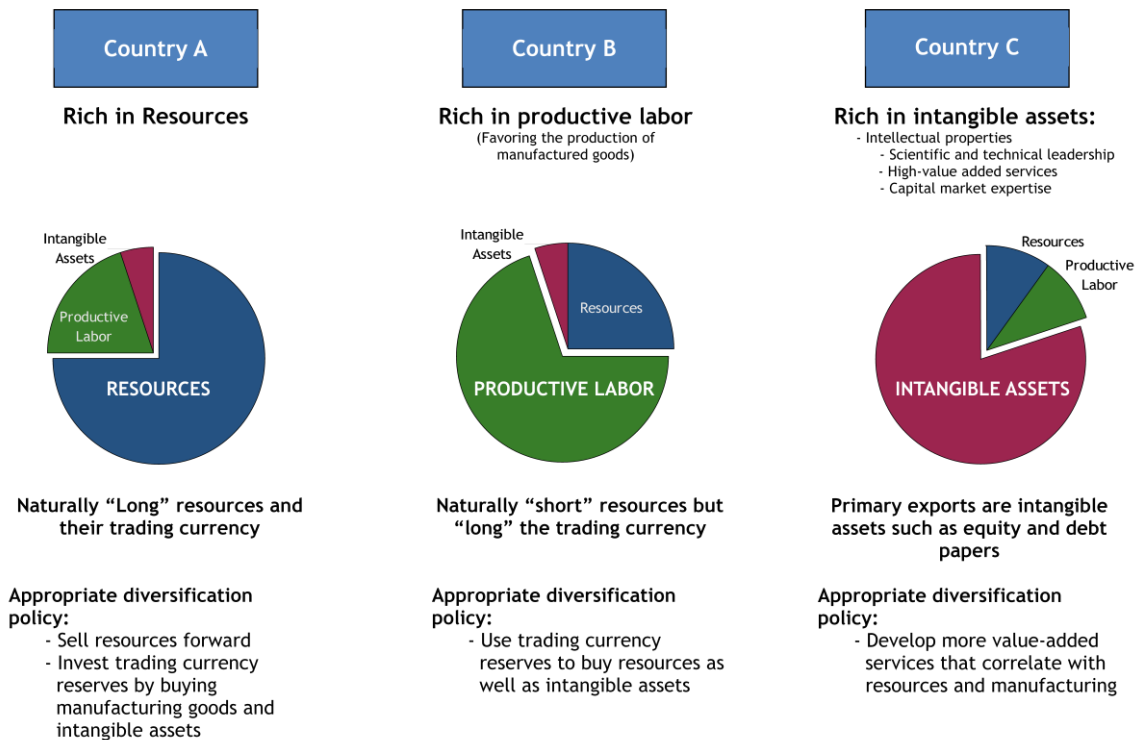 Country A
Rich in Resources
Intangible
Assets
Productive
Labor
RESOURCES
Naturally “Long” resources and
their trading currency
Appropriate diversification
policy:
- Sell resources forward
- Invest trading currency
reserves by buying
manufacturing goods and
intangible assets
Country B
Rich in productive labor
(Favoring the production of
manufactured goods)
Intangible
Assets
Resources
PRODUCTIVE LABOR
Naturally “short” resources but
“long” the trading currency
Appropriate diversification
policy:
- Use trading currency
reserves to buy resources as
well as intangible assets
Country C
Rich in intangible assets:
- Intellectual properties
- Scientific and technical leadership
- High-value added services
- Capital market expertise
Resources
Productive
Labor
INTANGIBLE ASSETS
Primary exports are intangible
assets such as equity and debt
papers
Appropriate diversification
policy:
- Develop more value-added
services that correlate with
resources and manufacturing